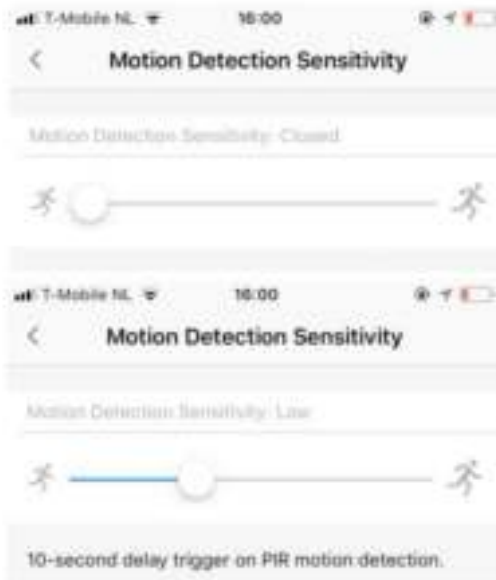 T-Mobile NL 16:00
Motion Detection Sensitivity
Motion Detection Sensitivity: Closed
T-Mobile NL 16:00
Motion Detection Sensitivity
Motion Detection Sensitivity: Low
10-second delay trigger on PIR motion detection.